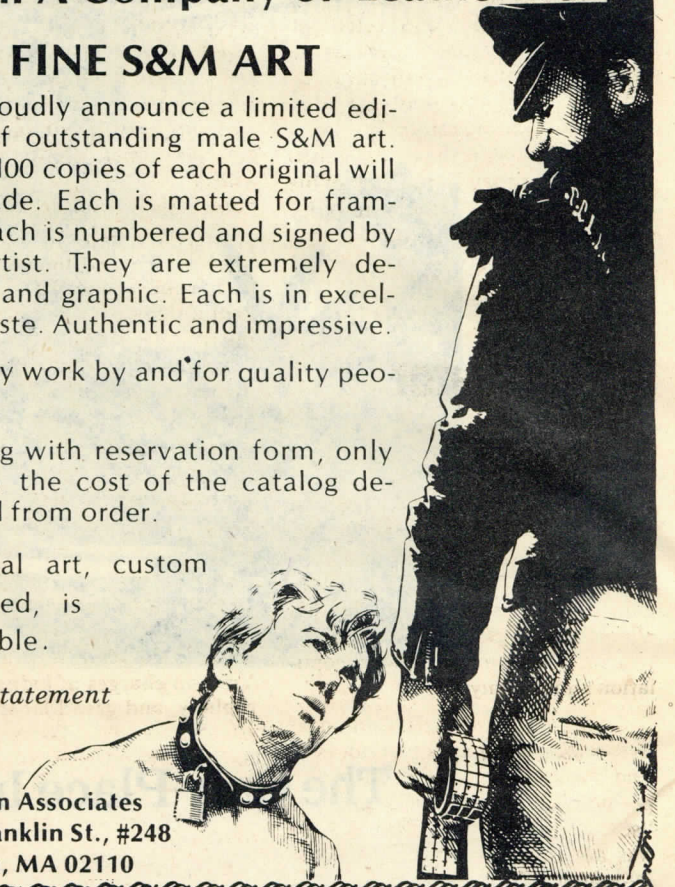 FINE S&M ART
oudly announce a limited edi-
f outstanding male S&M art.
100 copies of each original will
de. Each is matted for fram-
ach is numbered and signed by
tist. They are extremely de-
and graphic. Each is in excel-
ste. Authentic and impressive.
y work by and for quality peo-
g with reservation form, only
the cost of the catalog de-
from order.
al art, custom
ed, is
ble.
tatement
n Associates
nklin St., #248
, MA 02110